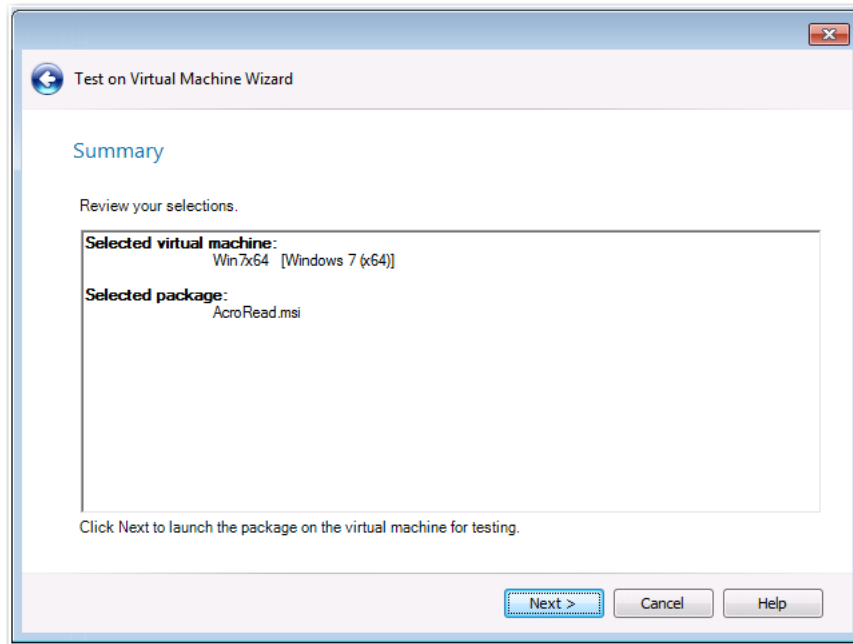 Test on Virtual Machine Wizard
Summary
Review your selections.
Selected virtual machine:
Win7x64 [Windows 7 (x64)]
Selected package:
AcroRead.msi
Click Next to launch the package on the virtual machine for testing.
Next > Cancel Help